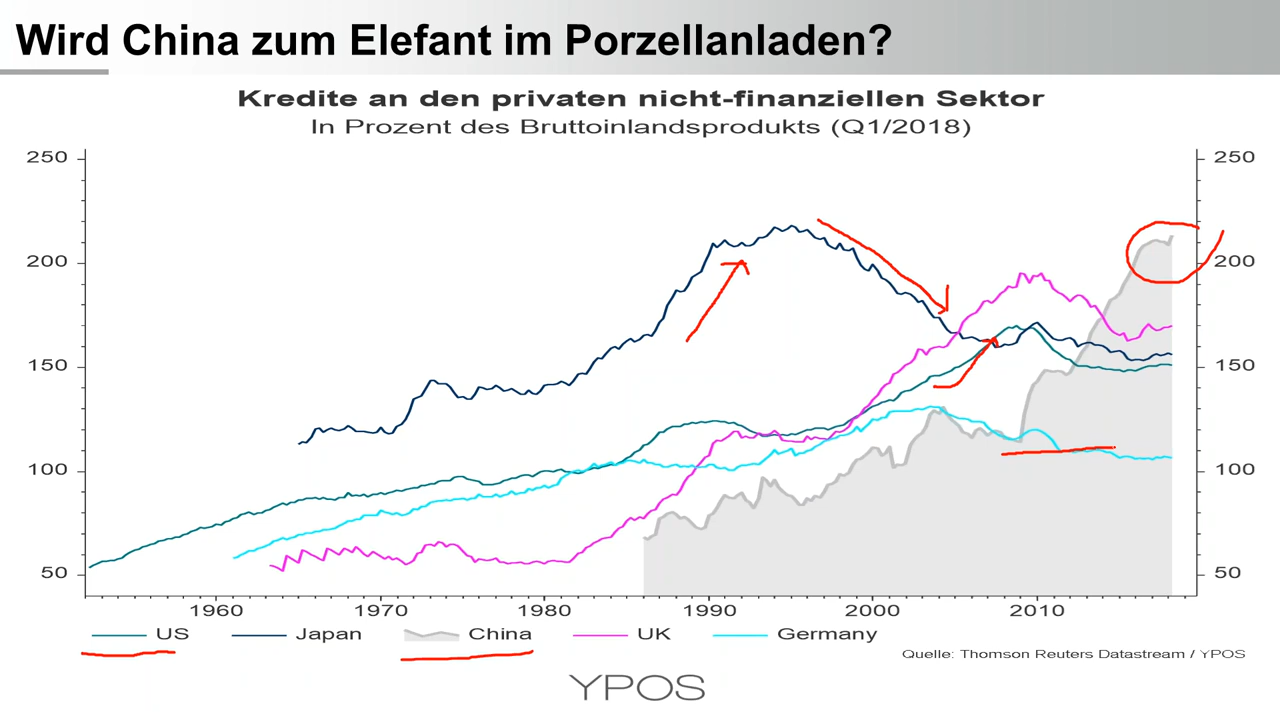 Wird China zum Elefant im Porzellanladen?
Kredite an den privaten nicht-finanziellen Sektor
In Prozent des Bruttoinlandsprodukts (Q1/2018)
250 250
200 200
150 150
100 100
50 50
1960 1970 1980 1990 2000 2010
US Japan China UK Germany
Quelle: Thomson Reuters Datastream / YPOS
YPOS